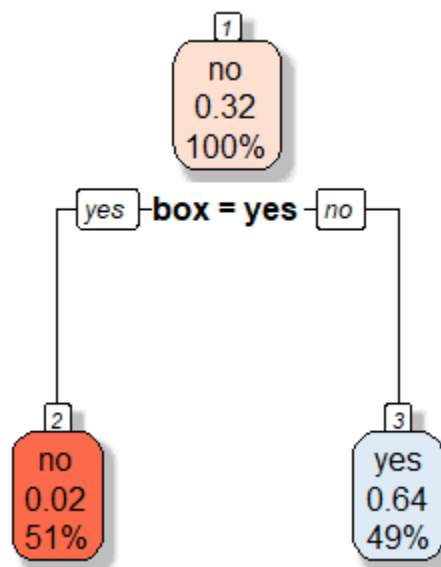 1
no
0.32
100%
yes box = yes no
2
no
0.02
51%
3
yes
0.64
49%